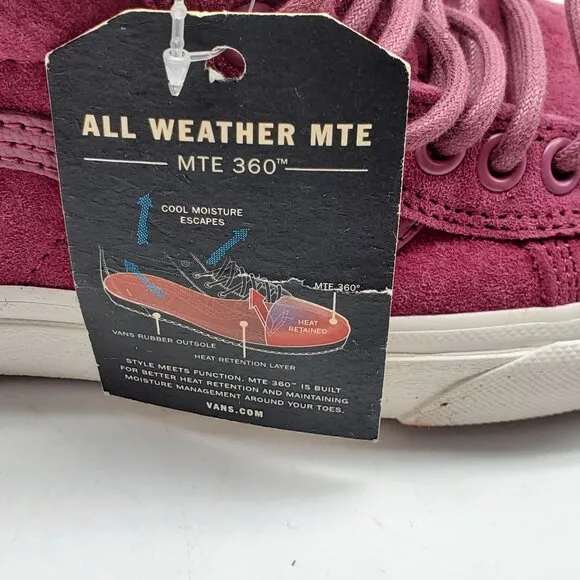 ALL WEATHER MTE
MTE 360™
COOL MOISTURE
ESCAPES
MTE 360°
HEAT
RETAINED
VANS RUBBER OUTSOLE
HEAT RETENTION LAYER
STYLE MEETS FUNCTION. MTE 360™ IS BUILT
FOR BETTER HEAT RETENTION AND MAINTAINING
MOISTURE MANAGEMENT AROUND YOUR TOES.
VANS.COM